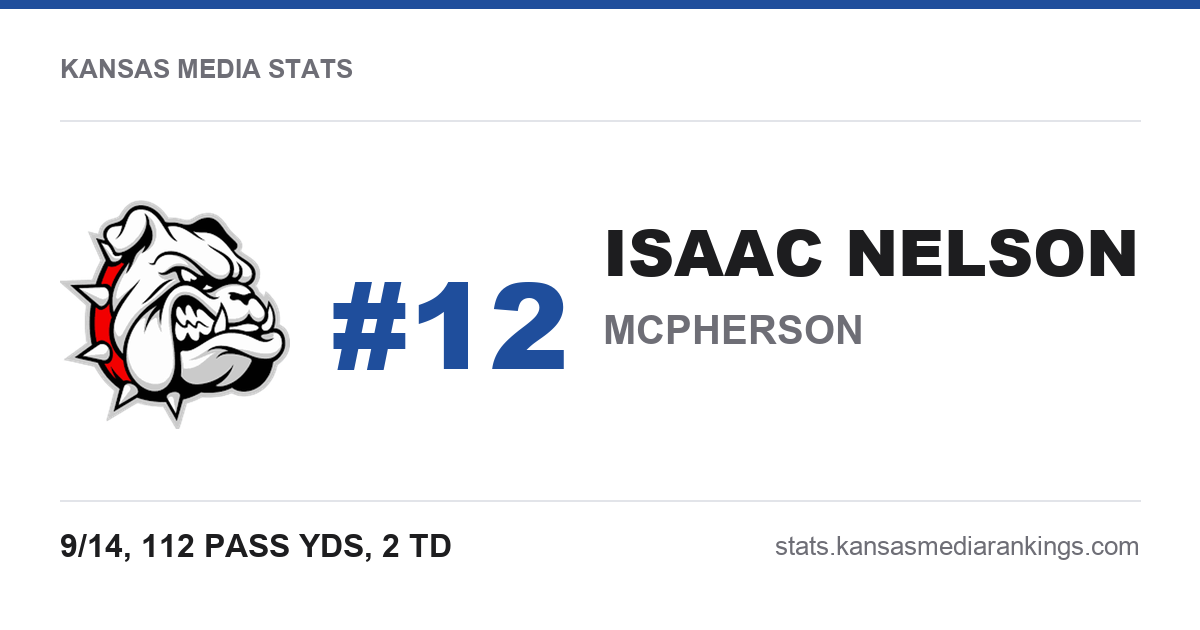 KANSAS MEDIA STATS
#12
ISAAC NELSON
MCPHERSON
9/14, 112 PASS YDS, 2 TD
stats.kansasmediarankings.com